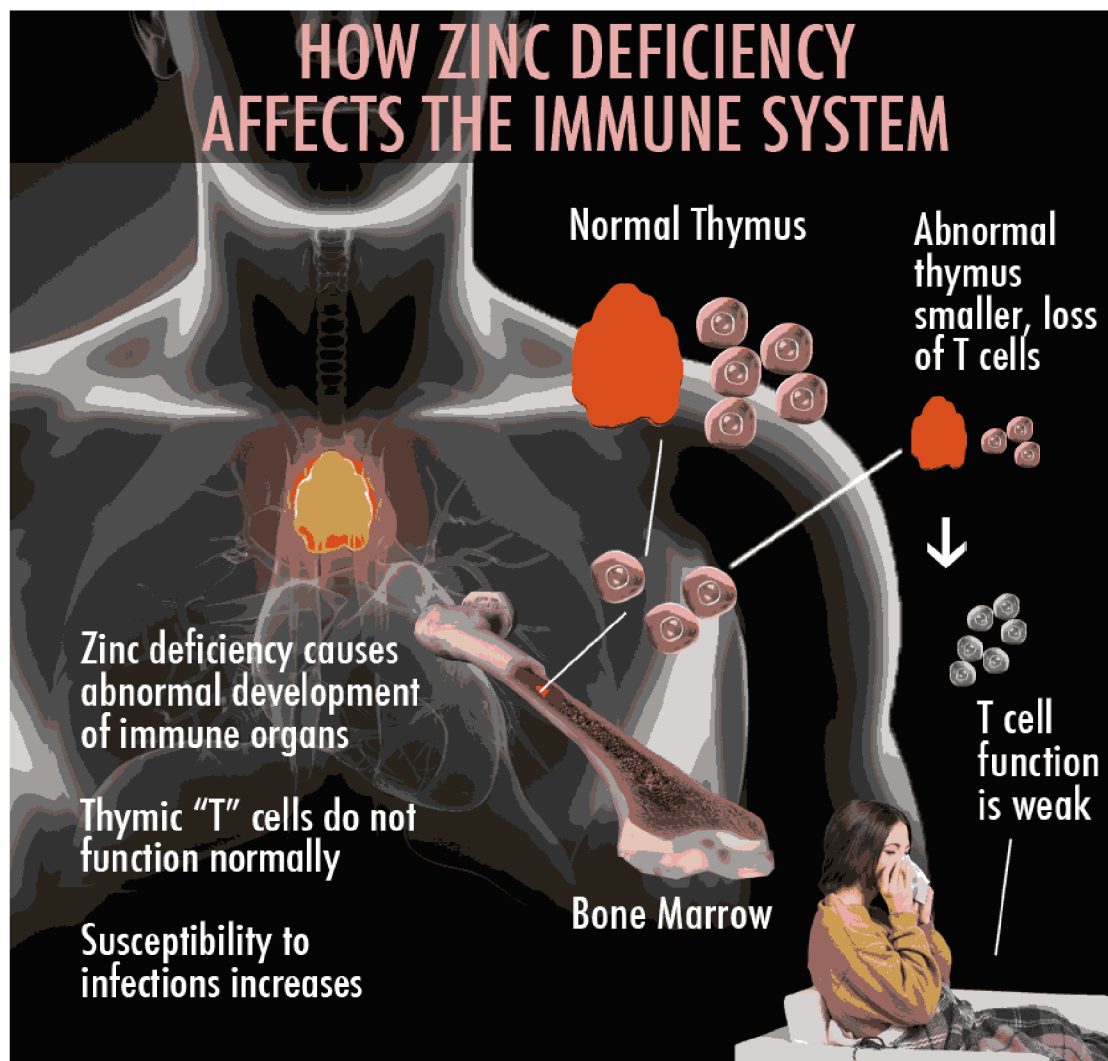 HOW ZINC DEFICIENCY
AFFECTS THE IMMUNE SYSTEM
Normal Thymus
Abnormal
thymus
smaller, loss
of T cells
Zinc deficiency causes
abnormal development
of immune organs
Thymic “T” cells do not
function normally
Susceptibility to
infections increases
Bone Marrow
T cell
function
is weak